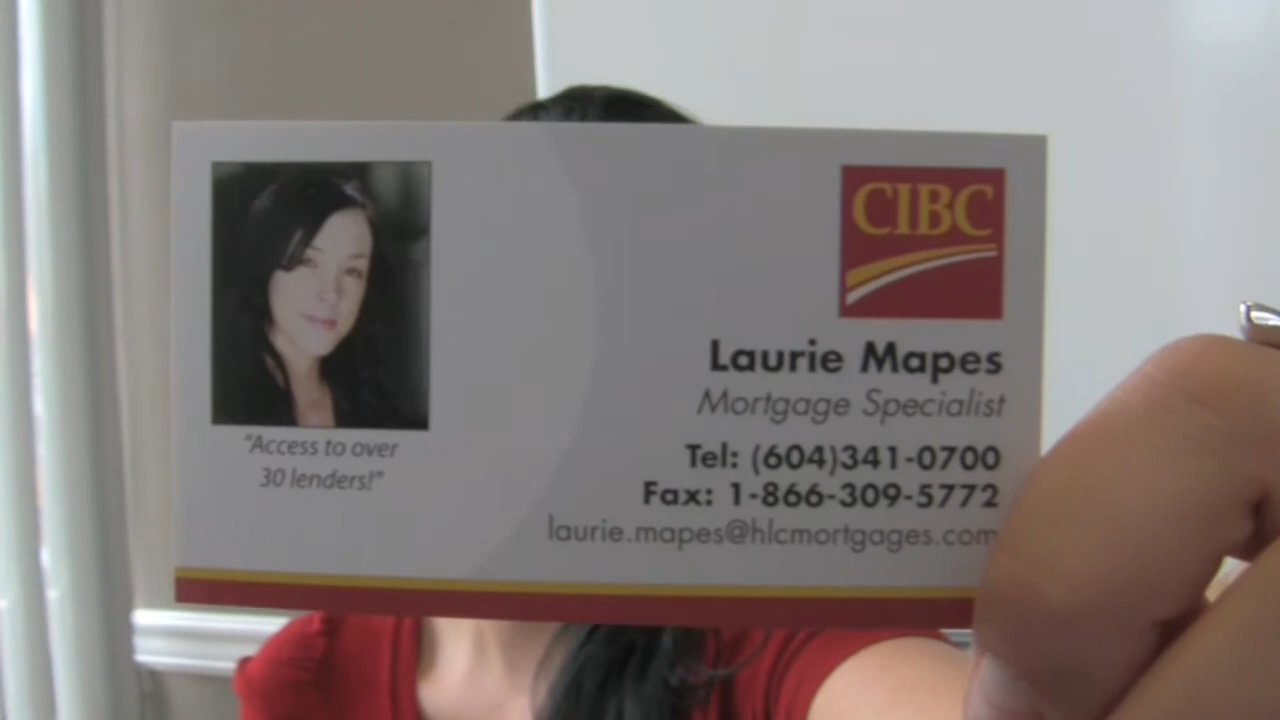 CIBC
Laurie Mapes
Mortgage Specialist
"Access to over
30 lenders!"
Tel: (604)341-0700
Fax: 1-866-309-5772
laurie.mapes@hlcmortgages.com